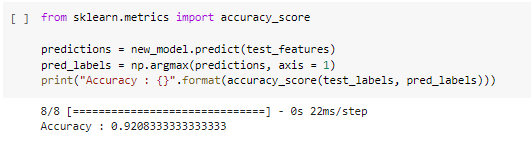 [ ] from sklearn.metrics import accuracy_score
predictions = new_model.predict(test_features)
pred_labels = np.argmax(predictions, axis = 1)
print("Accuracy : {}".format(accuracy_score(test_labels, pred_labels)))
8/8 [==============================] - 0s 22ms/step
Accuracy : 0.9208333333333333